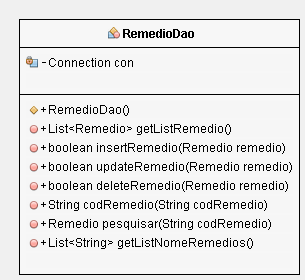 RemedioDao
- Connection con
+ RemedioDao()
+ List<Remedio> getListRemedio()
+ boolean insertRemedio(Remedio remedio)
+ boolean updateRemedio(Remedio remedio)
+ boolean deleteRemedio(Remedio remedio)
+ String codRemedio(String codRemedio)
+ Remedio pesquisar(String codRemedio)
+ List<String> getListNomeRemedios()